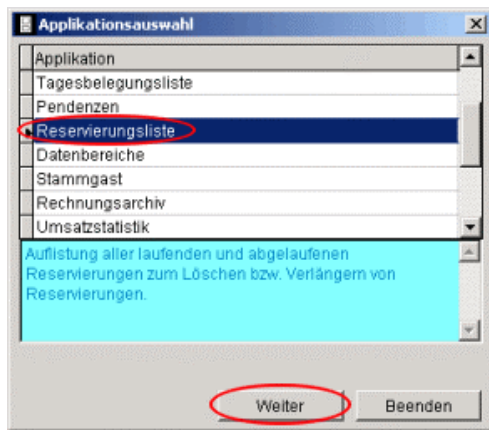 Applikationsauswahl
Applikation
Tagesbelegungsliste
Pendenzen
Reservierungsliste
Datenbereiche
Stammgast
Rechnungsarchiv
Umsatzstatistik
Auflistung aller laufenden und abgelaufenen
Reservierungen zum Löschen bzw. Verlängern von
Reservierungen.
Weiter
Beenden